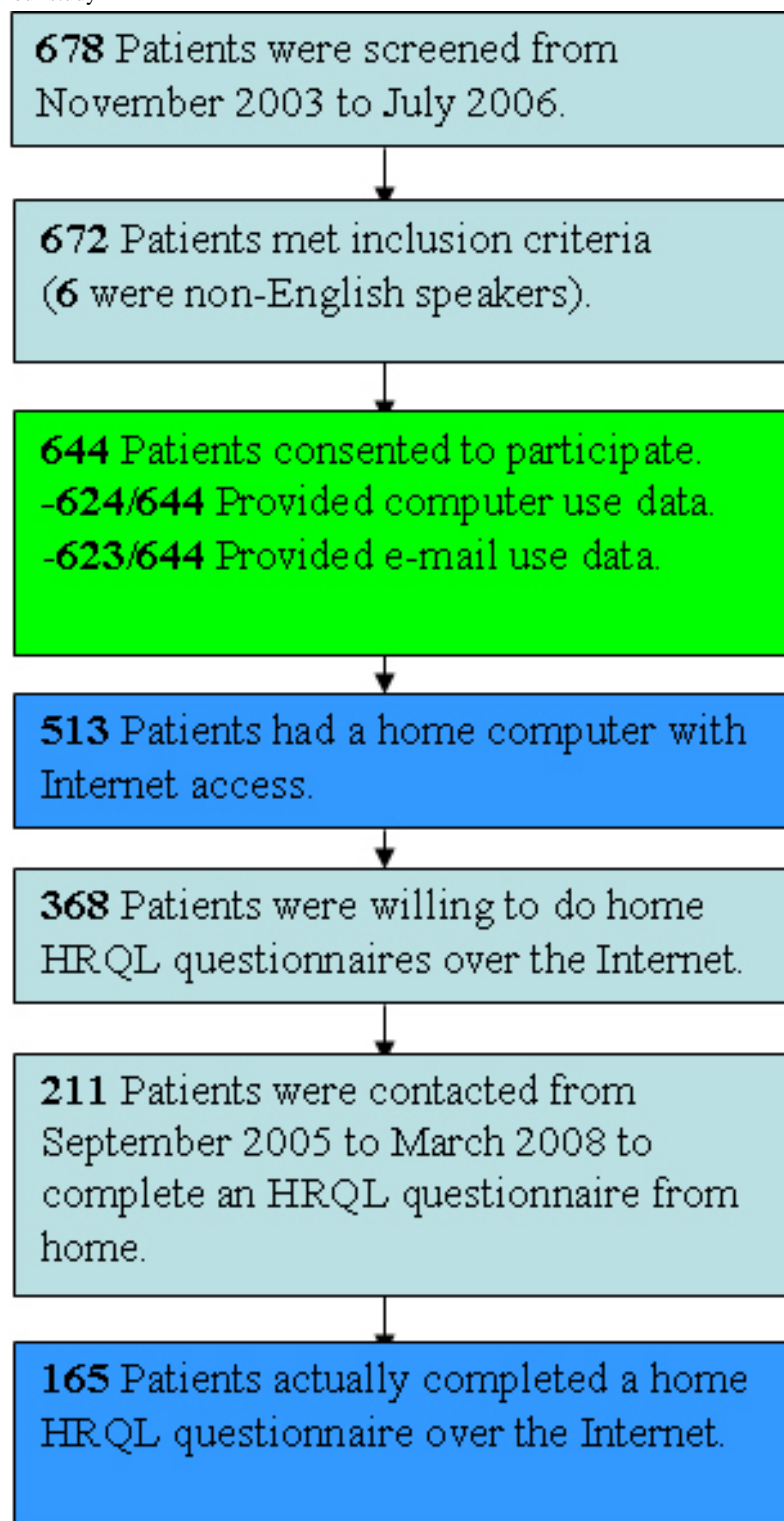 678 Patients were screened from
November 2003 to July 2006.
672 Patients met inclusion criteria
(6 were non-English speakers).
644 Patients consented to participate.
-624/644 Provided computer use data.
-623/644 Provided e-mail use data.
513 Patients had a home computer with
Internet access.
368 Patients were willing to do home
HRQL questionnaires over the Internet.
211 Patients were contacted from
September 2005 to March 2008 to
complete an HRQL questionnaire from
home.
165 Patients actually completed a home
HRQL questionnaire over the Internet.